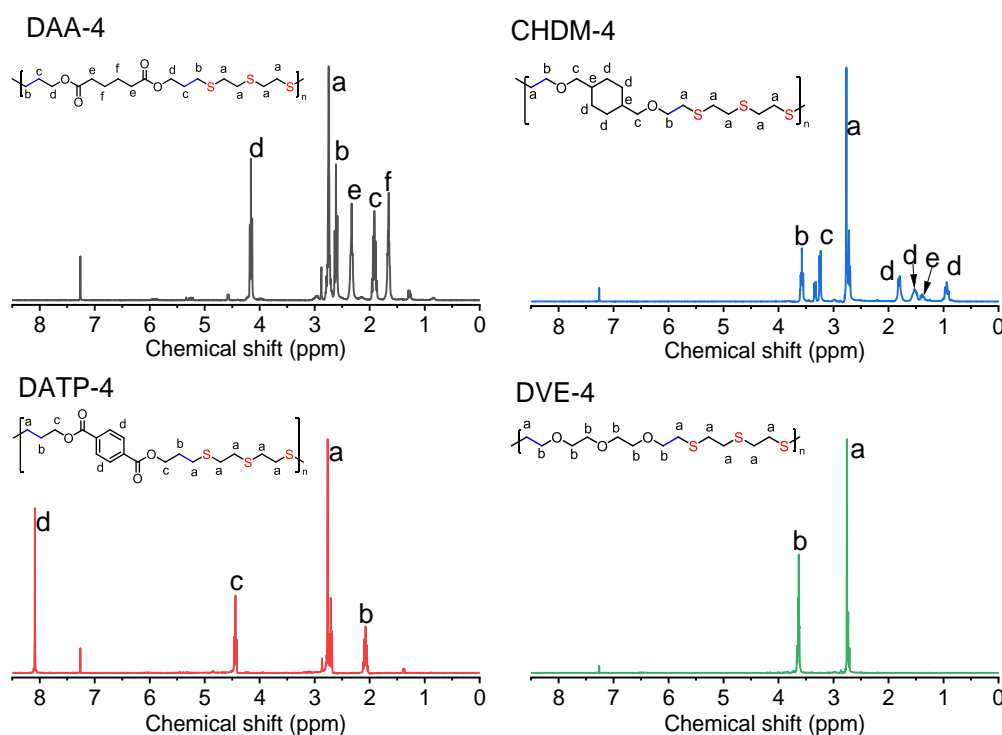 DAA-4
c e f d b a a
O O O S S S
b d f e O c a a n
a
d b
e c f
8 7 6 5 4 3 2 1 0
Chemical shift (ppm)
CHDM-4
b c d d a a
O e e O S S S
a d d c b a a n
a
b c
d d e d
8 7 6 5 4 3 2 1 0
Chemical shift (ppm)
DATP-4
a c O d b a a
O O S S S
b d O c a a a n
a
d
c
b
8 7 6 5 4 3 2 1 0
Chemical shift (ppm)
DVE-4
a b b a a a
O O O S S S
b b b b a a n
a
b
8 7 6 5 4 3 2 1 0
Chemical shift (ppm)